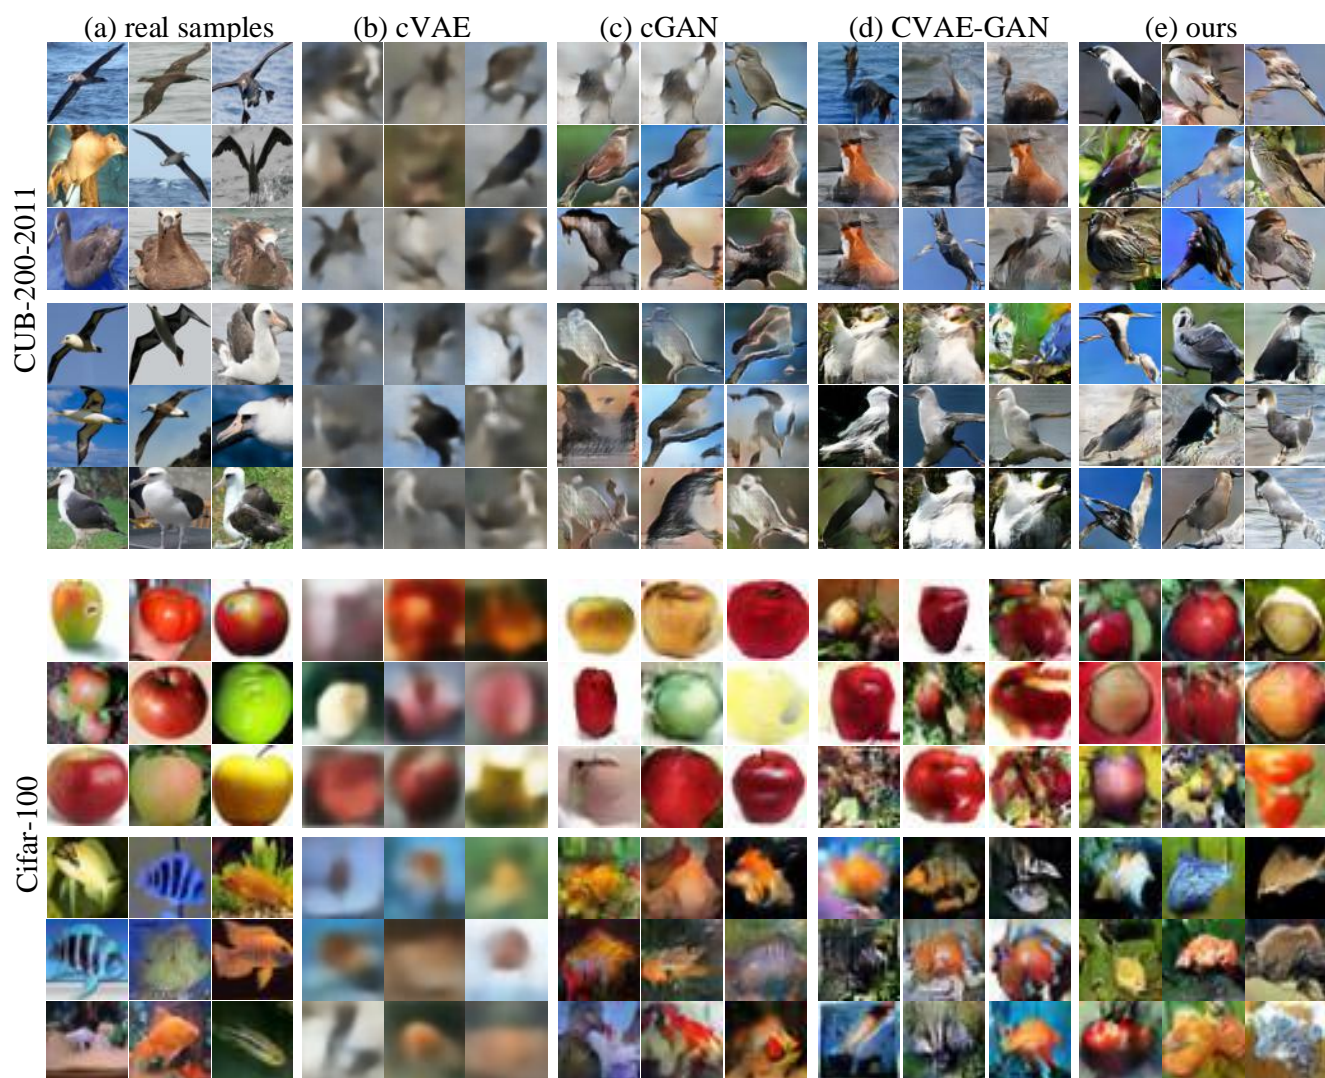 (a) real samples
(b) cVAE
(c) cGAN
(d) CVAE-GAN
(e) ours
CUB-200-2011
Cifar-100